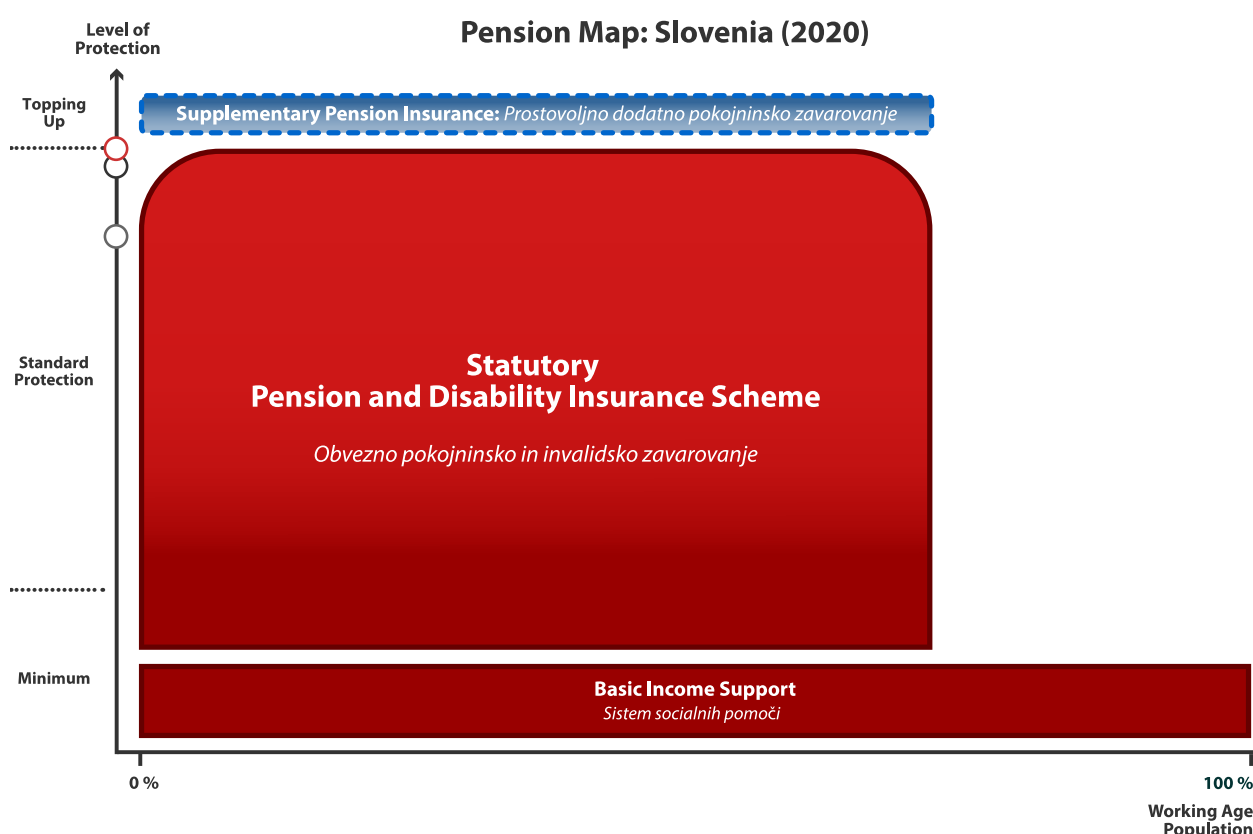 Pension Map: Slovenia (2020)
Level of
Protection
Topping
Up
Supplementary Pension Insurance: Prostovoljno dodatno pokojninsko zavarovanje
Standard
Protection
Statutory
Pension and Disability Insurance Scheme
Obvezno pokojninsko in invalidsko zavarovanje
Minimum
Basic Income Support
Sistem socialnih pomoči
0 %
100 %
Working Age
Population